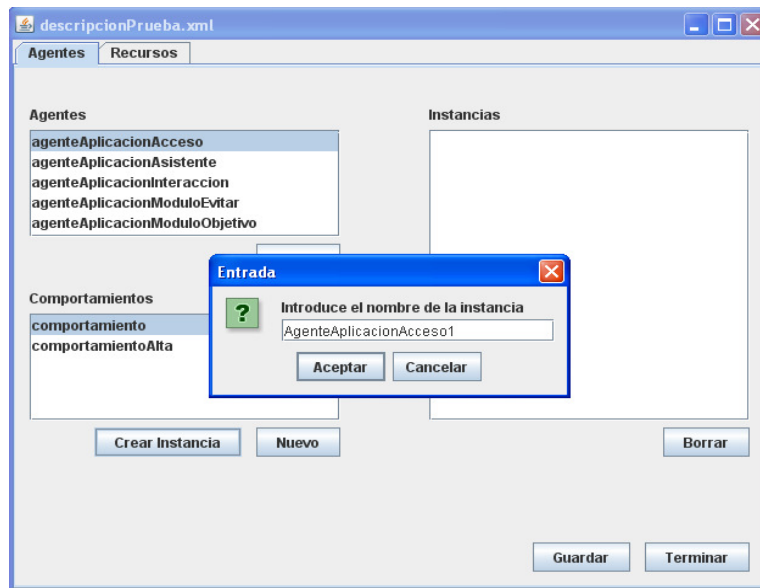 descripcionPrueba.xml
Agentes
Recursos
Agentes
agenteAplicacionAcceso
agenteAplicacionAsistente
agenteAplicacionInteraccion
agenteAplicacionModuloEvitar
agenteAplicacionModuloObjetivo
Instancias
Entrada
?
Introduce el nombre de la instancia
AgenteAplicacionAcceso1
Aceptar
Cancelar
Comportamientos
comportamiento
comportamientoAlta
Crear Instancia
Nuevo
Borrar
Guardar
Terminar